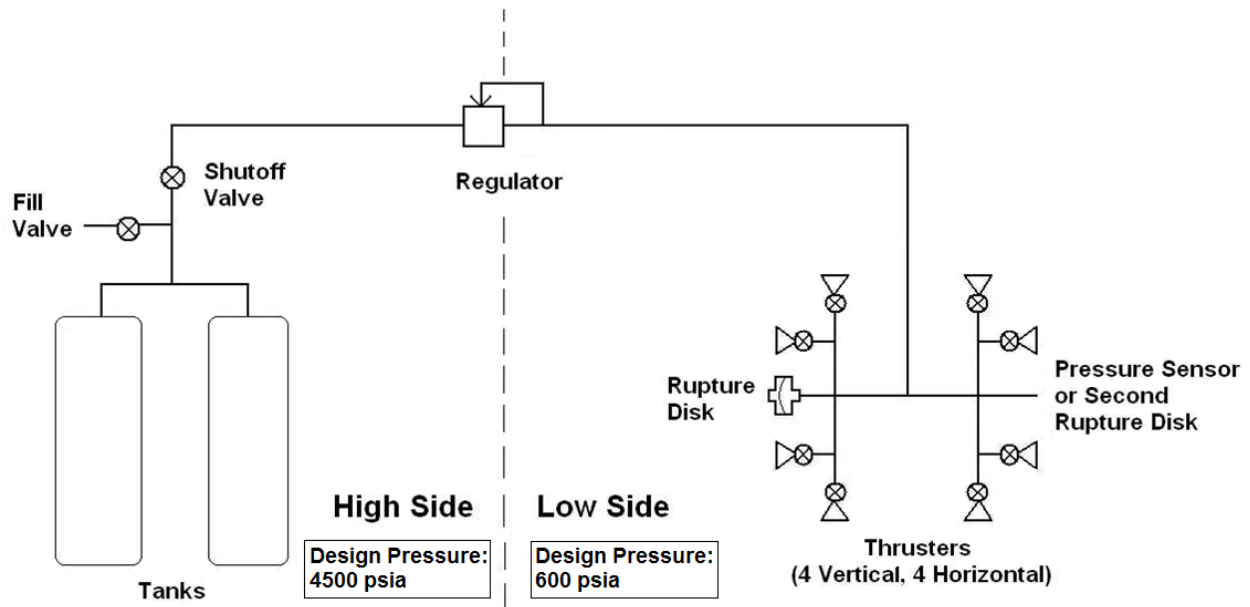 Shutoff
Valve
Fill
Valve
Regulator
Rupture
Disk
Pressure Sensor
or Second
Rupture Disk
High Side
Low Side
Design Pressure:
4500 psia
Design Pressure:
600 psia
Thrusters
(4 Vertical, 4 Horizontal)
Tanks